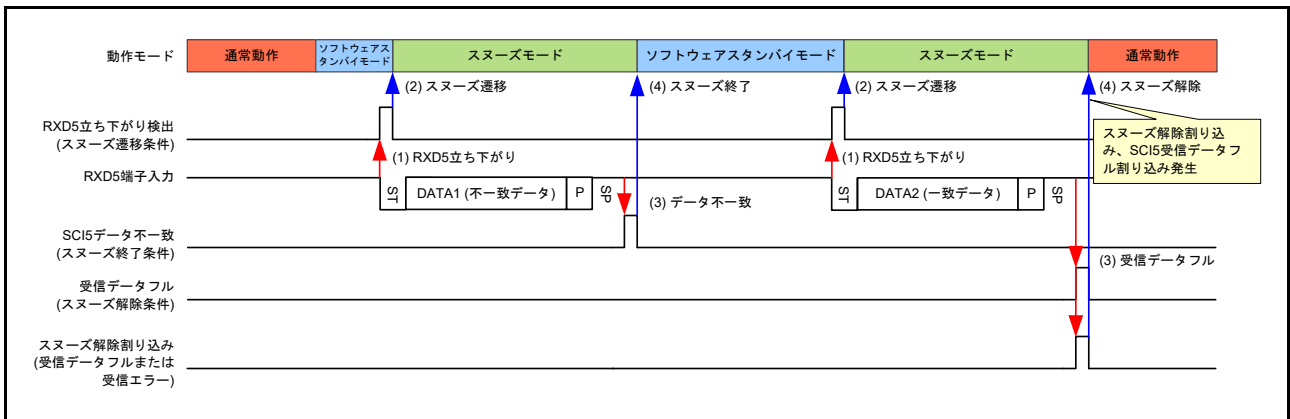 動作モード
通常動作
ソフトウェアス
タンバイモード
スヌーズモード
ソフトウェアスタンバイモード
スヌーズモード
通常動作
(2) スヌーズ遷移
(4) スヌーズ終了
(2) スヌーズ遷移
(4) スヌーズ解除
RXD5立ち下がり検出
(スヌーズ遷移条件)
スヌーズ解除割り込
み、SCI5受信データフ
ル割り込み発生
(1) RXD5立ち下がり
(1) RXD5立ち下がり
RXD5端子入力
ST
DATA1 (不一致データ)
P
SP
ST
DATA2 (一致データ)
P
SP
(3) データ不一致
SCI5データ不一致
(スヌーズ終了条件)
(3) 受信データフル
受信データフル
(スヌーズ解除条件)
スヌーズ解除割り込み
(受信データフルまたは
受信エラー)